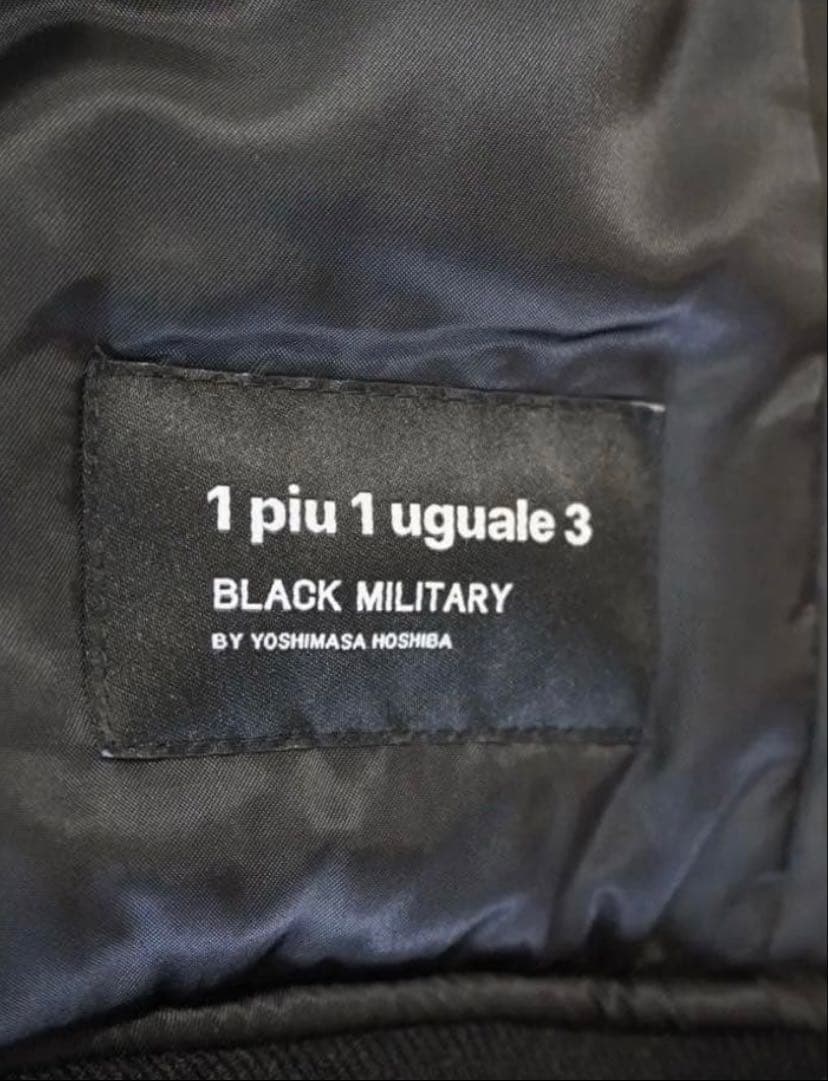 1 piu 1 uguale 3
BLACK MILITARY
BY YOSHIMASA HOSHIBA